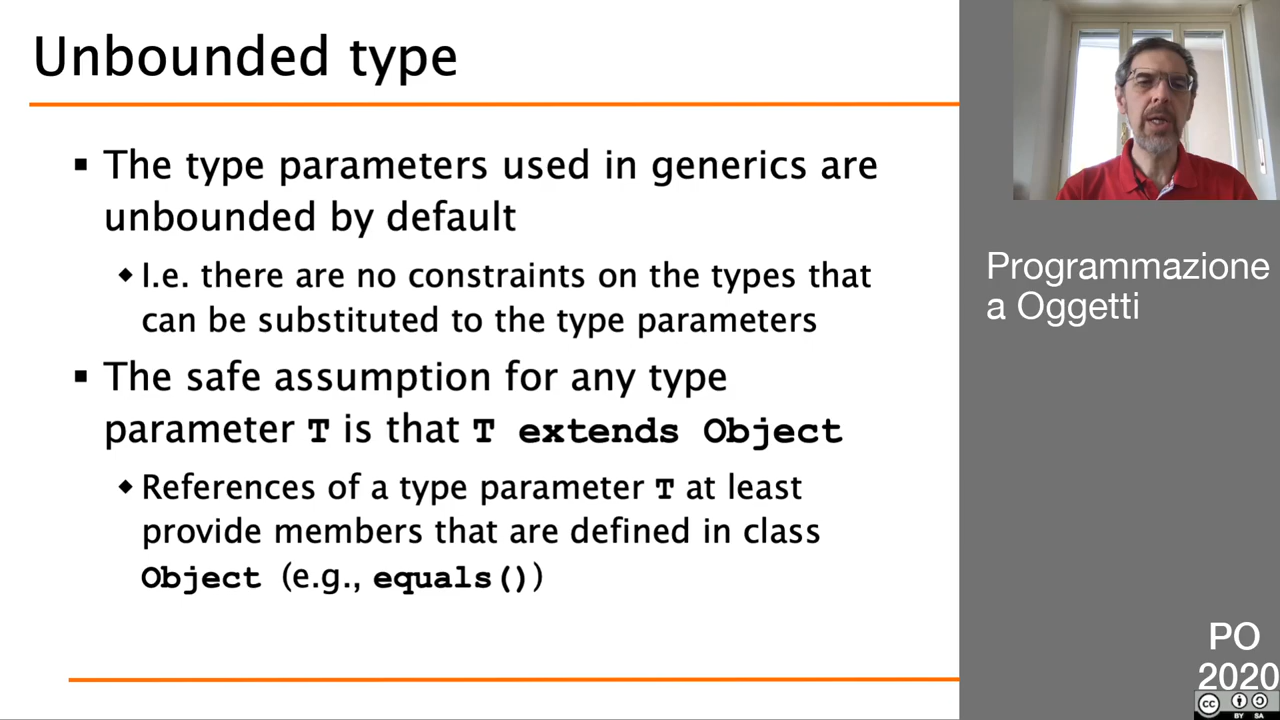 Unbounded type
▪ The type parameters used in generics are
unbounded by default
◆ I.e. there are no constraints on the types that
can be substituted to the type parameters
▪ The safe assumption for any type
parameter T is that T extends Object
◆ References of a type parameter T at least
provide members that are defined in class
Object (e.g., equals())
Programmazione
a Oggetti
PO
2020
cc
BY SA